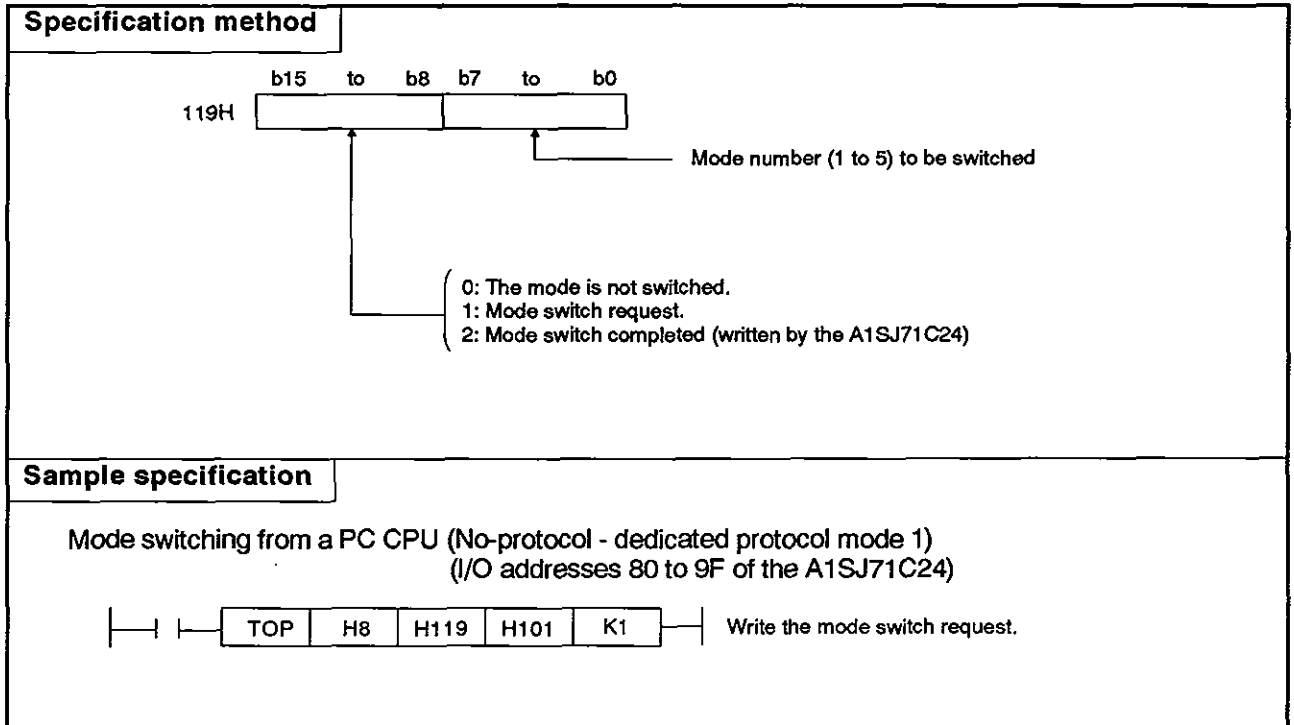 Specification method
b15 to b8 b7 to b0
119H
Mode number (1 to 5) to be switched
0: The mode is not switched.
1: Mode switch request.
2: Mode switch completed (written by the A1SJ71C24)
Sample specification
Mode switching from a PC CPU (No-protocol - dedicated protocol mode 1)
(I/O addresses 80 to 9F of the A1SJ71C24)
TOP H8 H119 H101 K1 Write the mode switch request.